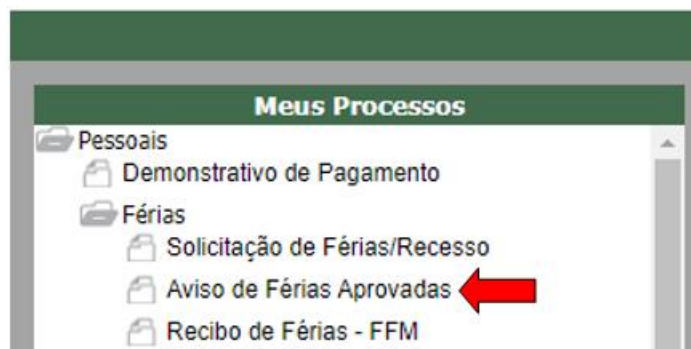 Meus Processos
Pessoais
Demonstrativo de Pagamento
Férias
Solicitação de Férias/Recesso
Aviso de Férias Aprovadas
Recibo de Férias - FFM